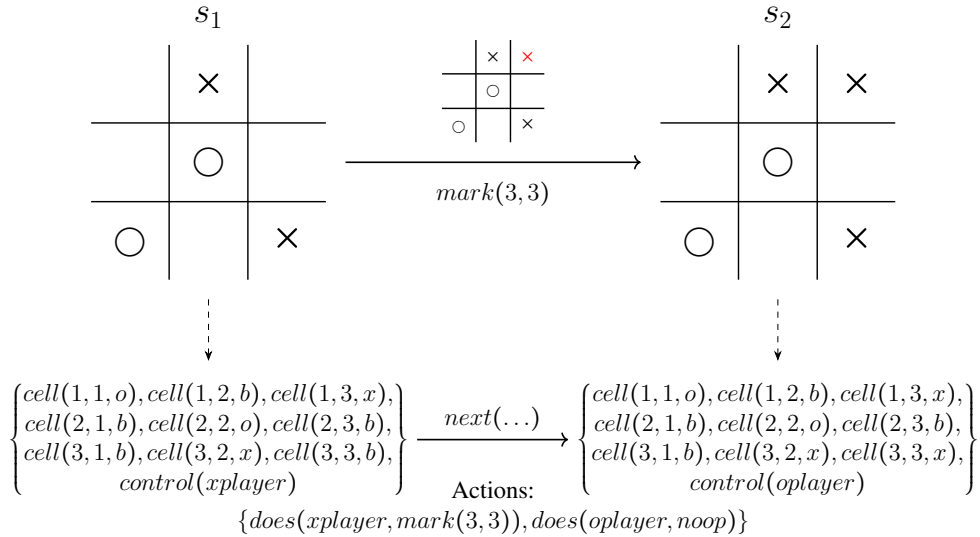 s₁
s₂
mark(3,3)
{cell(1,1,o), cell(1,2,b), cell(1,3,x),
cell(2,1,b), cell(2,2,o), cell(2,3,b),
cell(3,1,b), cell(3,2,x), cell(3,3,b),
control(xplayer)}
next(...)
{cell(1,1,o), cell(1,2,b), cell(1,3,x),
cell(2,1,b), cell(2,2,o), cell(2,3,b),
cell(3,1,b), cell(3,2,x), cell(3,3,x),
control(oplayer)}
Actions:
{does(xplayer, mark(3,3)), does(oplayer, noop)}